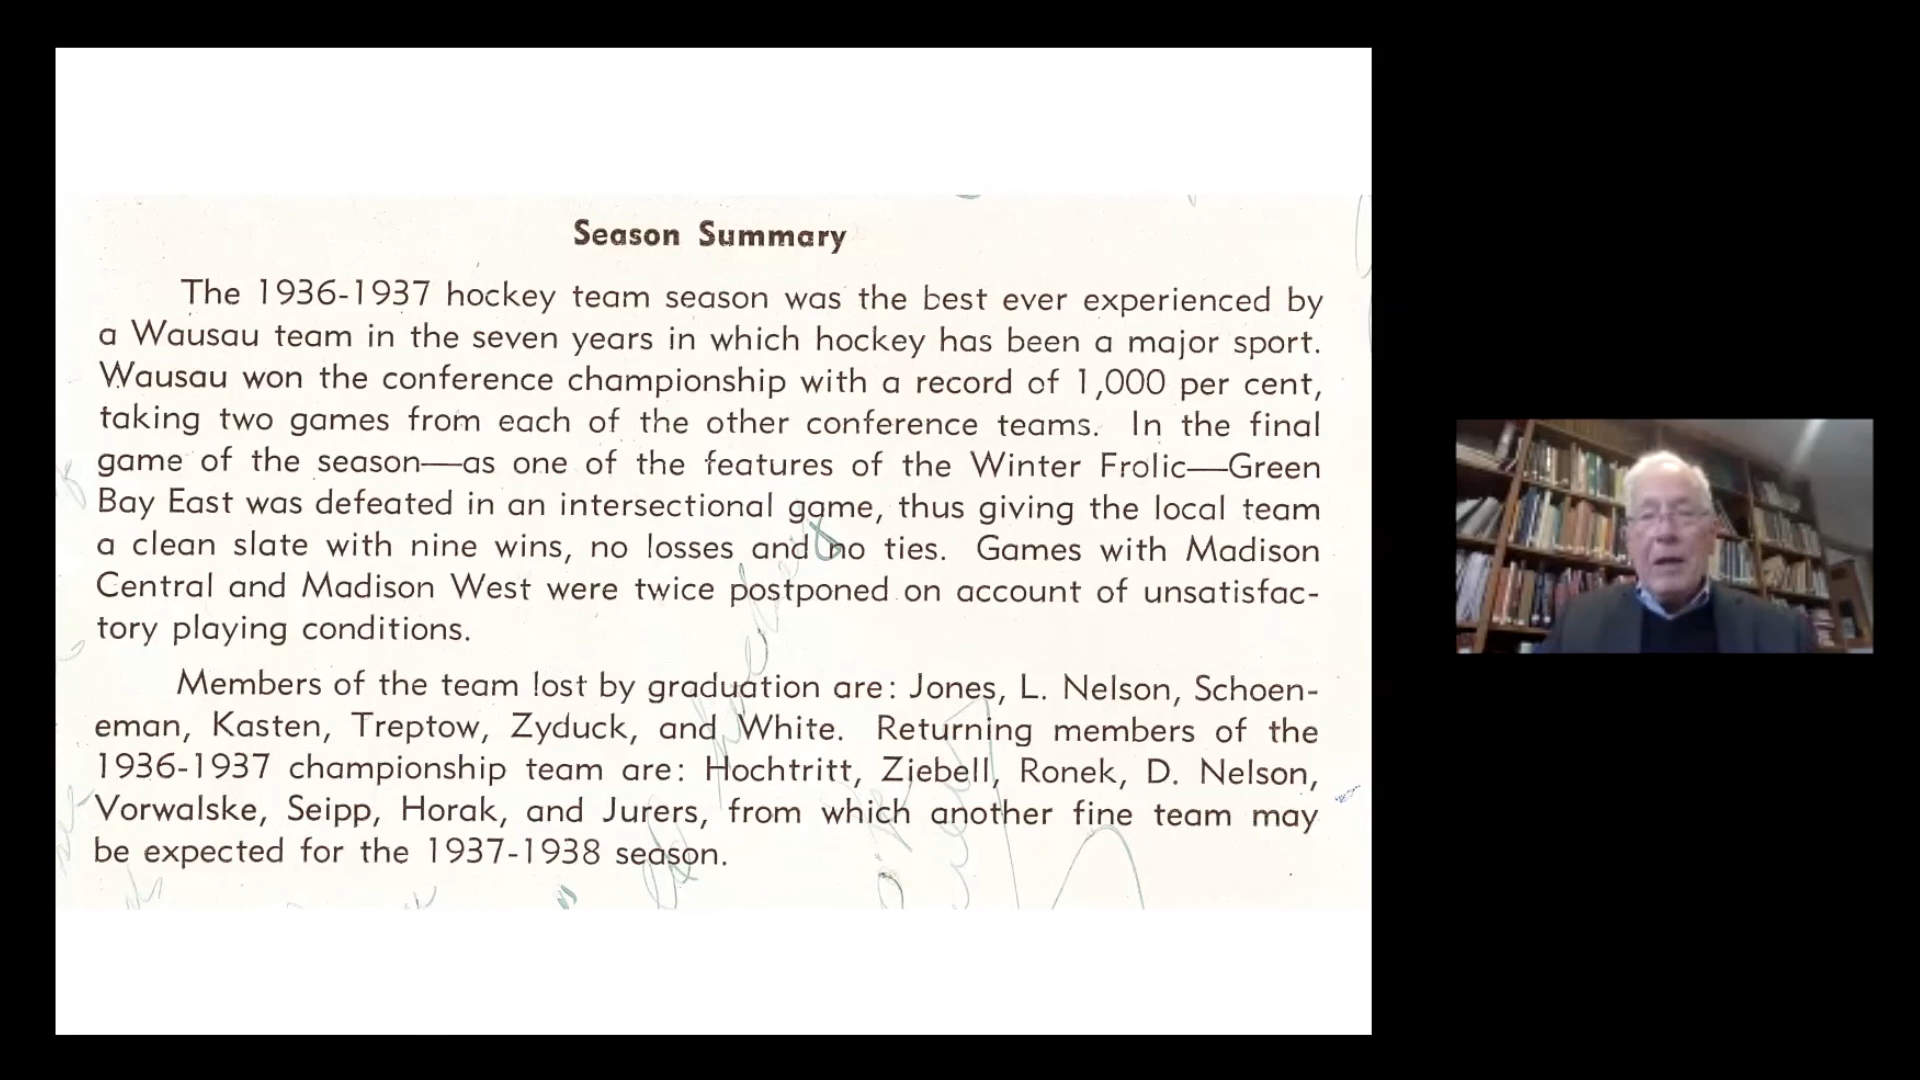 Season Summary
The 1936-1937 hockey team season was the best ever experienced by
a Wausau team in the seven years in which hockey has been a major sport.
Wausau won the conference championship with a record of 1,000 per cent,
taking two games from each of the other conference teams. In the final
game of the season—as one of the features of the Winter Frolic—Green
Bay East was defeated in an intersectional game, thus giving the local team
a clean slate with nine wins, no losses and no ties. Games with Madison
Central and Madison West were twice postponed on account of unsatisfac-
tory playing conditions.
Members of the team lost by graduation are: Jones, L. Nelson, Schoen-
eman, Kasten, Treptow, Zyduck, and White. Returning members of the
1936-1937 championship team are: Hochtritt, Ziebell, Ronek, D. Nelson,
Vorwalske, Seipp, Horak, and Jurers, from which another fine team may
be expected for the 1937-1938 season.